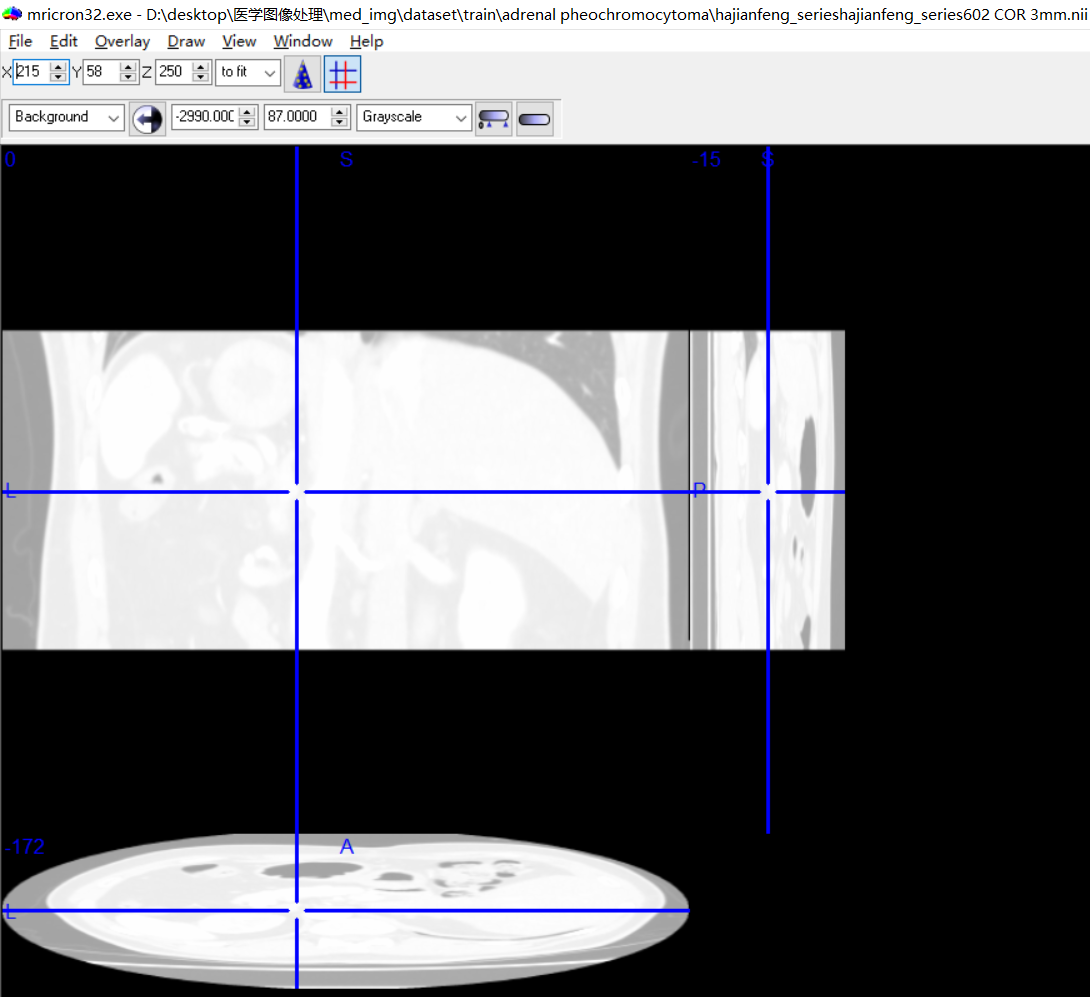 mricron32.exe - D:\desktop\医学图像处理\med_img\dataset\train\adrenal pheochromocytoma\hajianfeng_serieshajianfeng_series602 COR 3mm.nii
File Edit Overlay Draw View Window Help
X 215 Y 58 Z 250 to fit
Background -2990.000 87.0000 Grayscale
0 S -15 S
L P
-172 A
L